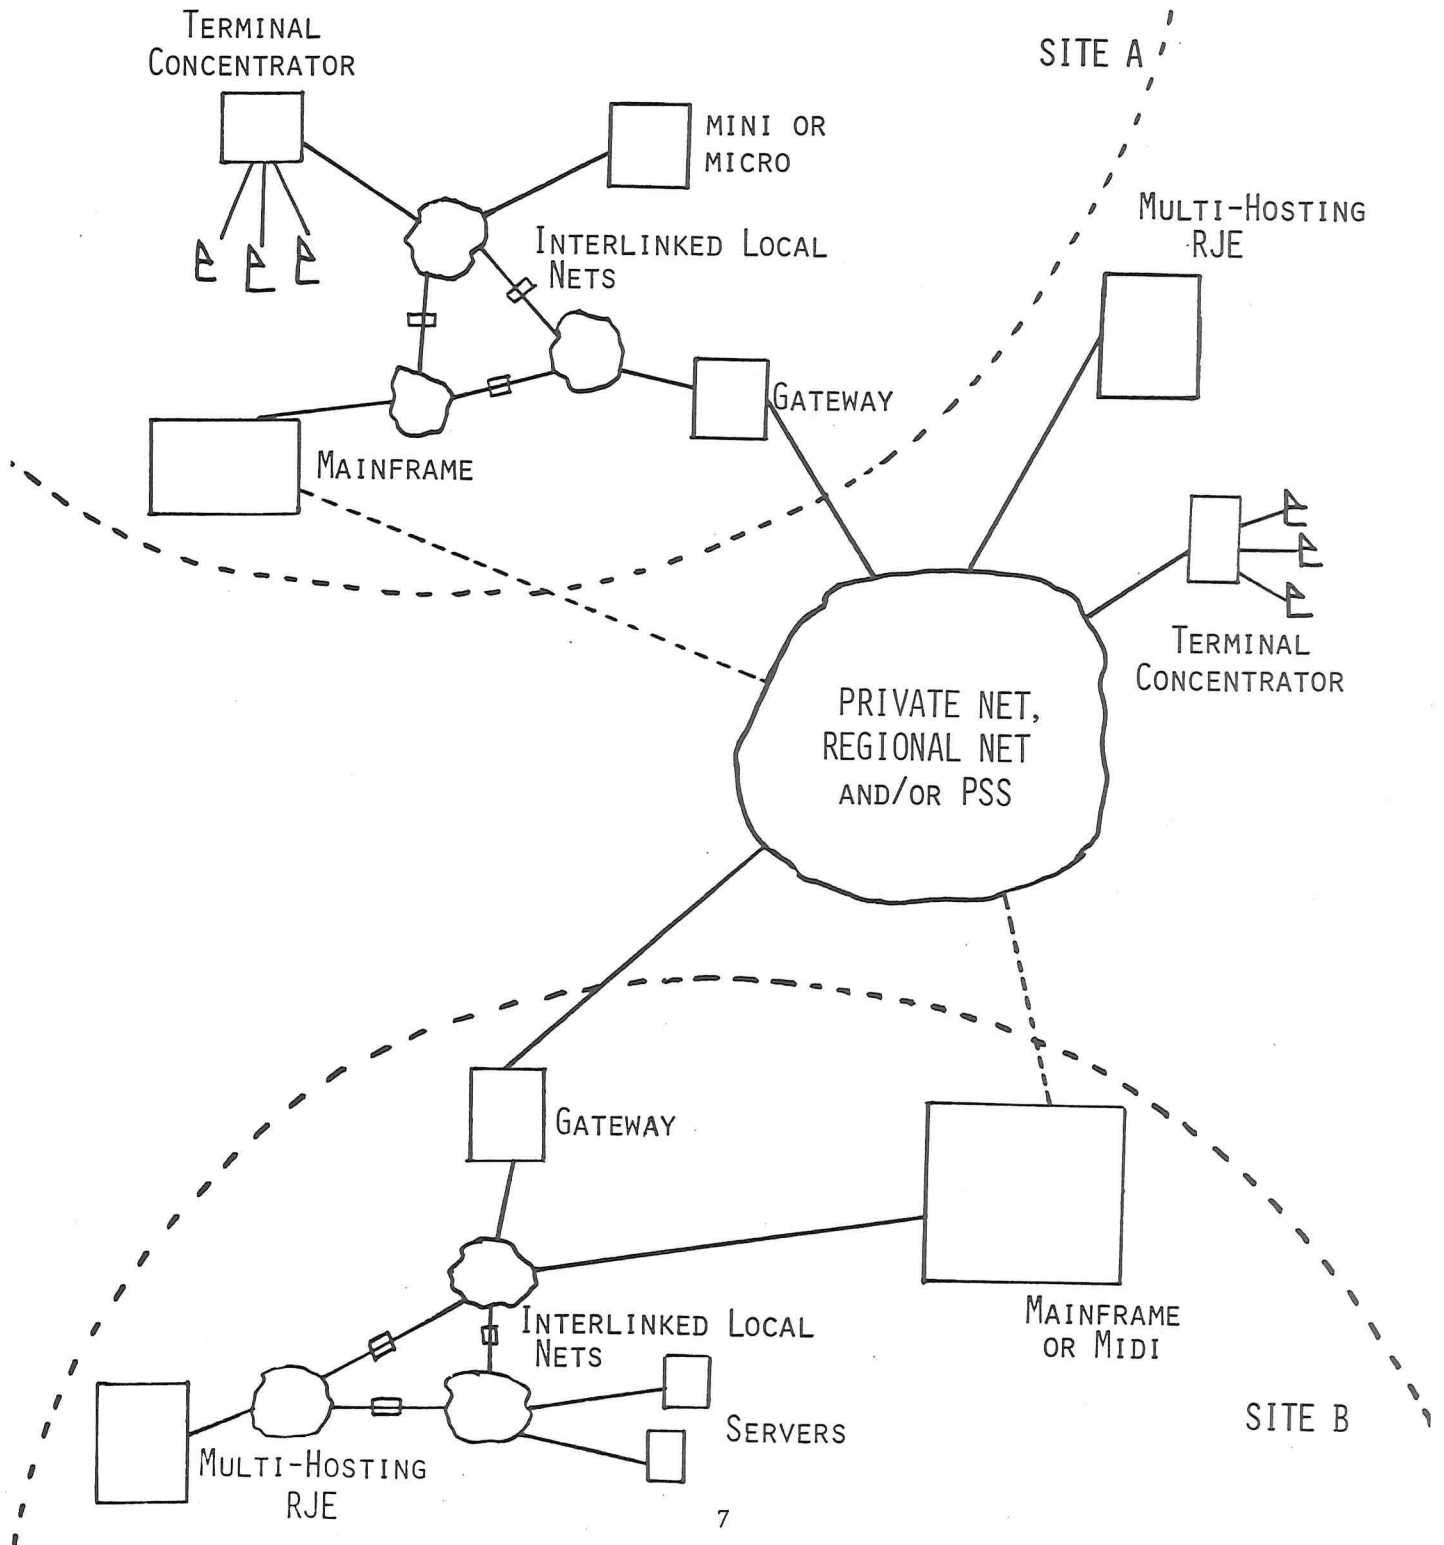 TERMINAL
CONCENTRATOR
SITE A
MINI OR
MICRO
MULTI-HOSTING
RJE
INTERLINKED LOCAL
NETS
GATEWAY
MAINFRAME
TERMINAL
CONCENTRATOR
PRIVATE NET,
REGIONAL NET
AND/OR PSS
GATEWAY
INTERLINKED LOCAL
NETS
MAINFRAME
OR MIDI
SERVERS
SITE B
MULTI-HOSTING
RJE
7